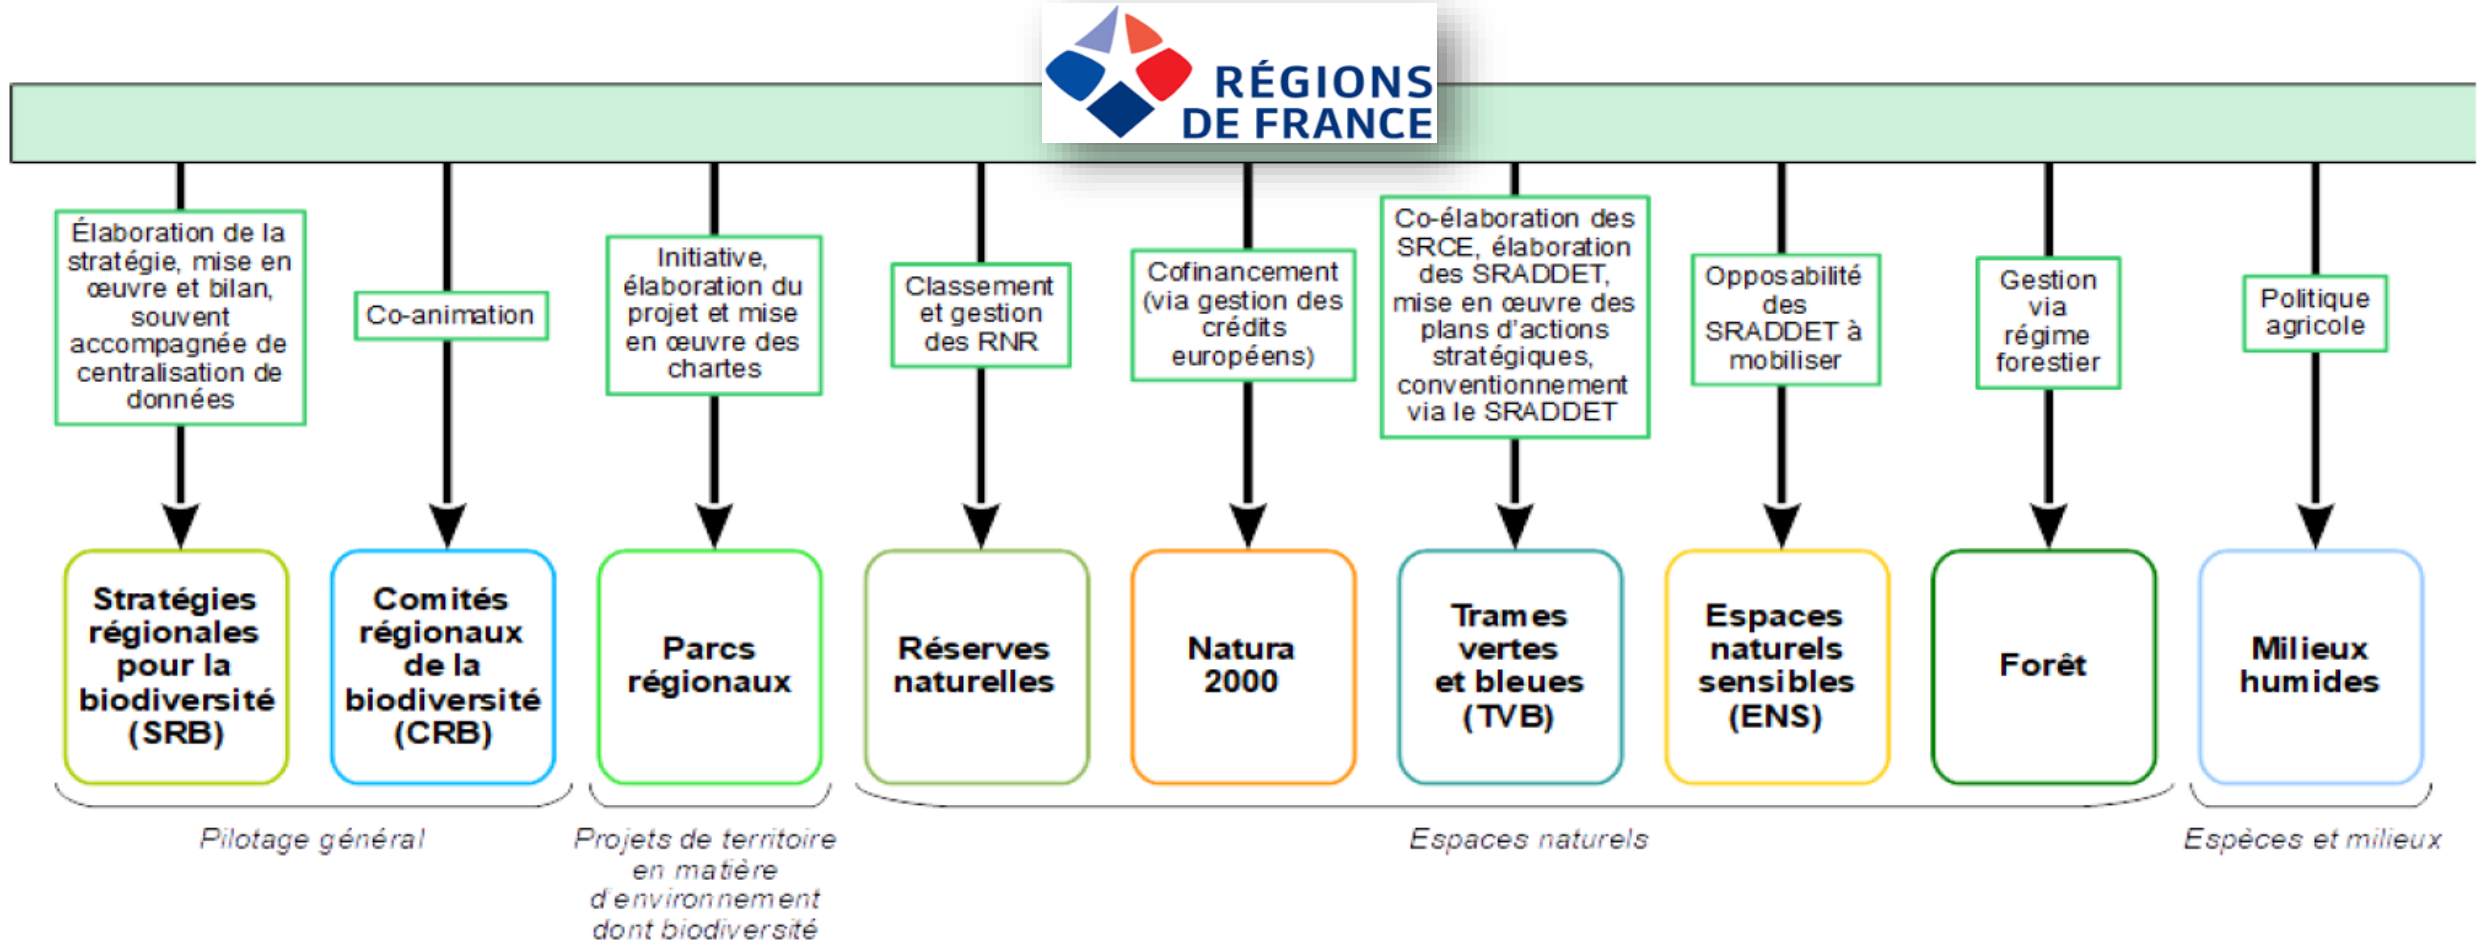 RÉGIONS
DE FRANCE
Élaboration de la
stratégie, mise en
œuvre et bilan,
souvent
accompagnée de
centralisation de
données
Co-animation
Initiative,
élaboration du
projet et mise
en œuvre des
chartes
Classement
et gestion
des RNR
Cofinancement
(via gestion des
crédits
européens)
Co-élaboration des
SRCE, élaboration
des SRADDET,
mise en œuvre des
plans d'actions
stratégiques,
conventionnement
via le SRADDET
Opposabilité
des
SRADDET à
mobiliser
Gestion
via
régime
forestier
Politique
agricole
Stratégies
régionales
pour la
biodiversité
(SRB)
Comités
régionaux
de la
biodiversité
(CRB)
Parcs
régionaux
Réserves
naturelles
Natura
2000
Trames
vertes
et bleues
(TVB)
Espaces
naturels
sensibles
(ENS)
Forêt
Milieux
humides
Pilotage général
Projets de territoire
en matière
d'environnement
dont biodiversité
Espaces naturels
Espèces et milieux